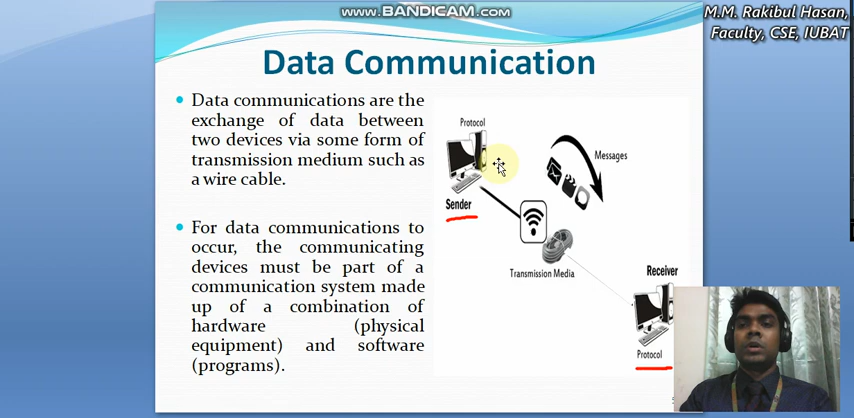 www.BANDICAM.com
M.M. Rakibul Hasan,
Faculty, CSE, IUBAT
Data Communication
• Data communications are the
exchange of data between
two devices via some form of
transmission medium such as
a wire cable.
• For data communications to
occur, the communicating
devices must be part of a
communication system made
up of a combination of
hardware (physical
equipment) and software
(programs).
Protocol
Sender
Messages
Transmission Media
Receiver
Protocol